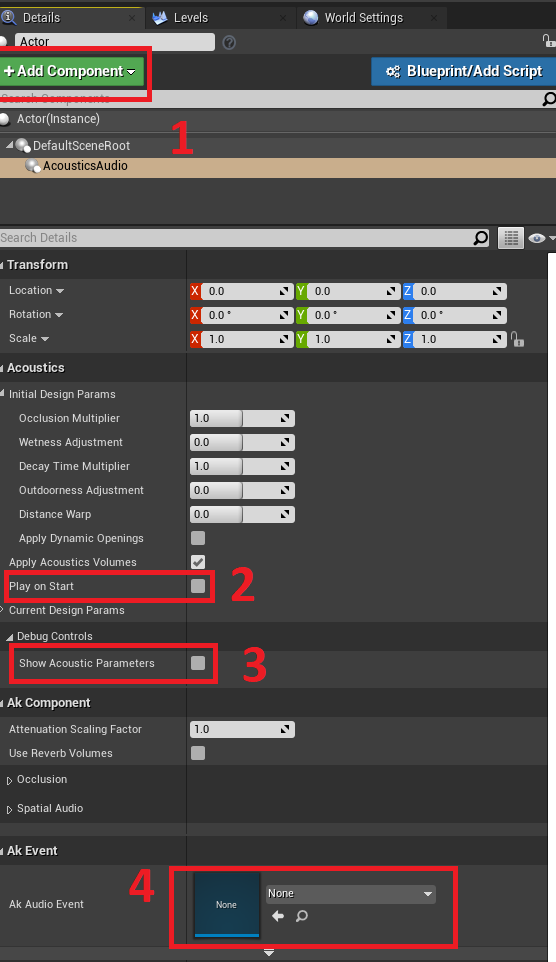 Details Levels World Settings
Actor
+Add Component Blueprint/Add Script
Search Components
Actor(Instance)
1
DefaultSceneRoot
AcousticsAudio
Search Details
Transform
Location X 0.0 Y 0.0 Z 0.0
Rotation X 0.0 ° Y 0.0 ° Z 0.0 °
Scale X 1.0 Y 1.0 Z 1.0
Acoustics
Initial Design Params
Occlusion Multiplier 1.0
Wetness Adjustment 0.0
Decay Time Multiplier 1.0
Outdoorness Adjustment 0.0
Distance Warp 0.0
Apply Dynamic Openings
Apply Acoustics Volumes
Play on Start 2
Current Design Params
Debug Controls
Show Acoustic Parameters 3
Ak Component
Attenuation Scaling Factor 1.0
Use Reverb Volumes
Occlusion
Spatial Audio
Ak Event
4
None
Ak Audio Event None